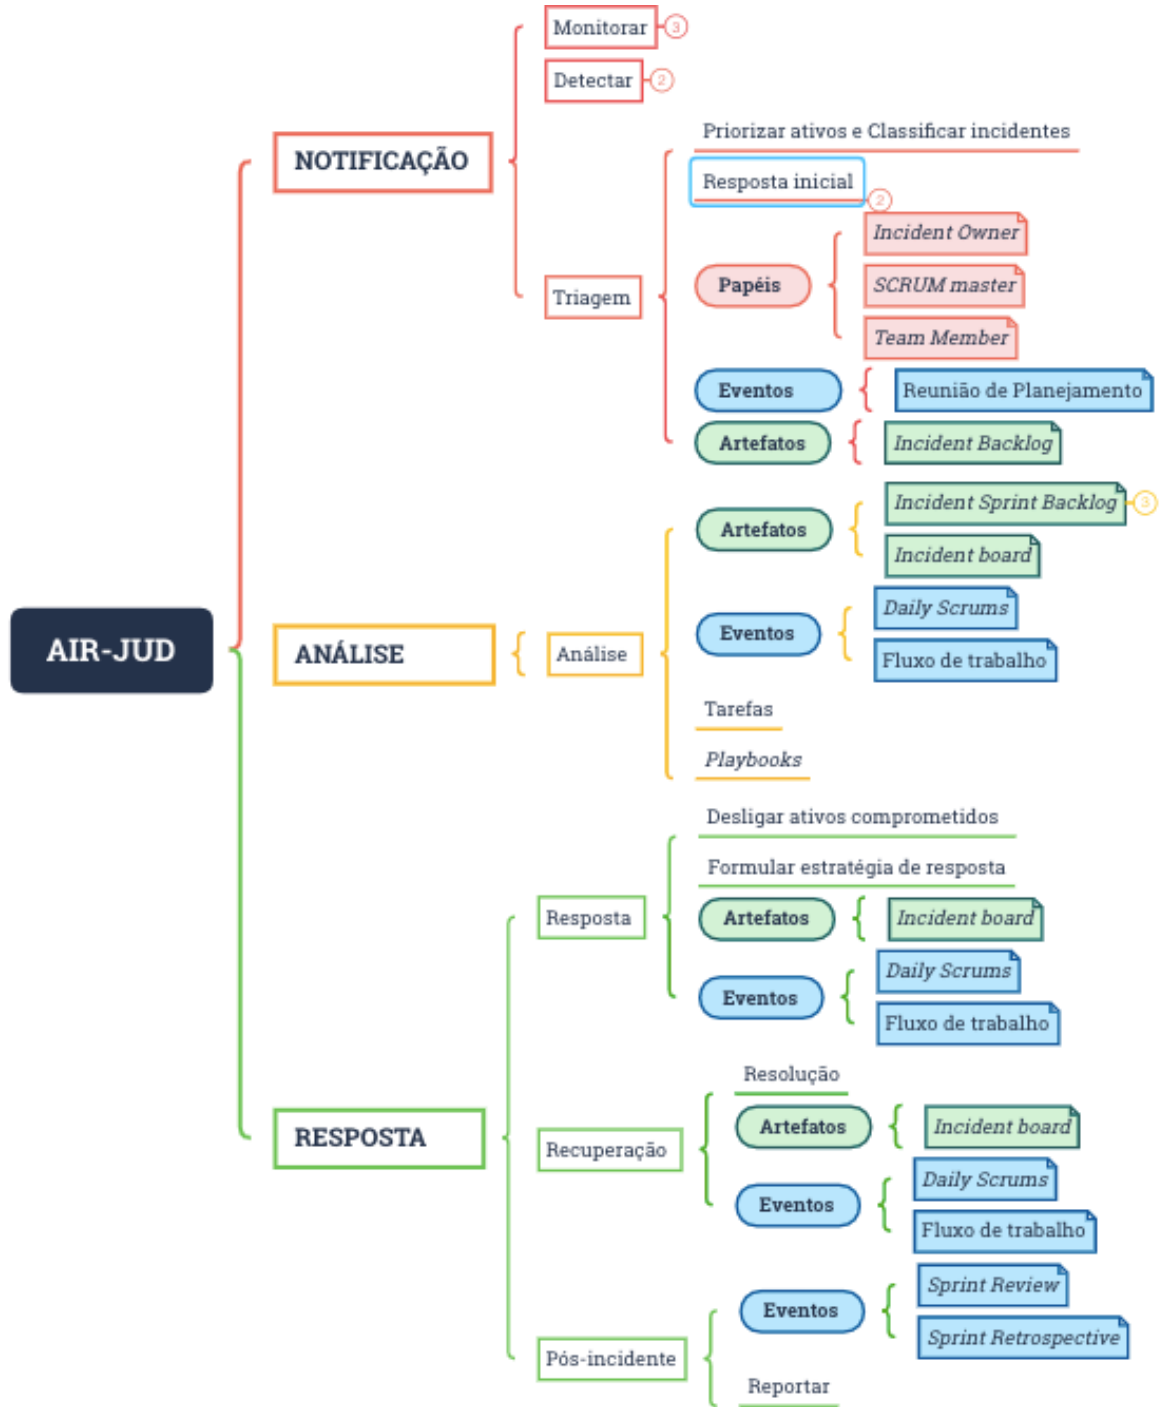 Monitorar 3
Detectar 2
NOTIFICAÇÃO
Priorizar ativos e Classificar incidentes
Resposta inicial 2
Incident Owner
Papéis
SCRUM master
Triagem
Team Member
Eventos
Reunião de Planejamento
Artefatos
Incident Backlog
Incident Sprint Backlog 3
Artefatos
Incident board
Daily Scrums
Eventos
Fluxo de trabalho
AIR-JUD
ANÁLISE
Análise
Tarefas
Playbooks
Desligar ativos comprometidos
Formular estratégia de resposta
Resposta
Artefatos
Incident board
Daily Scrums
Eventos
Fluxo de trabalho
Resolução
RESPOSTA
Artefatos
Incident board
Recuperação
Daily Scrums
Eventos
Fluxo de trabalho
Sprint Review
Eventos
Sprint Retrospective
Pós-incidente
Reportar